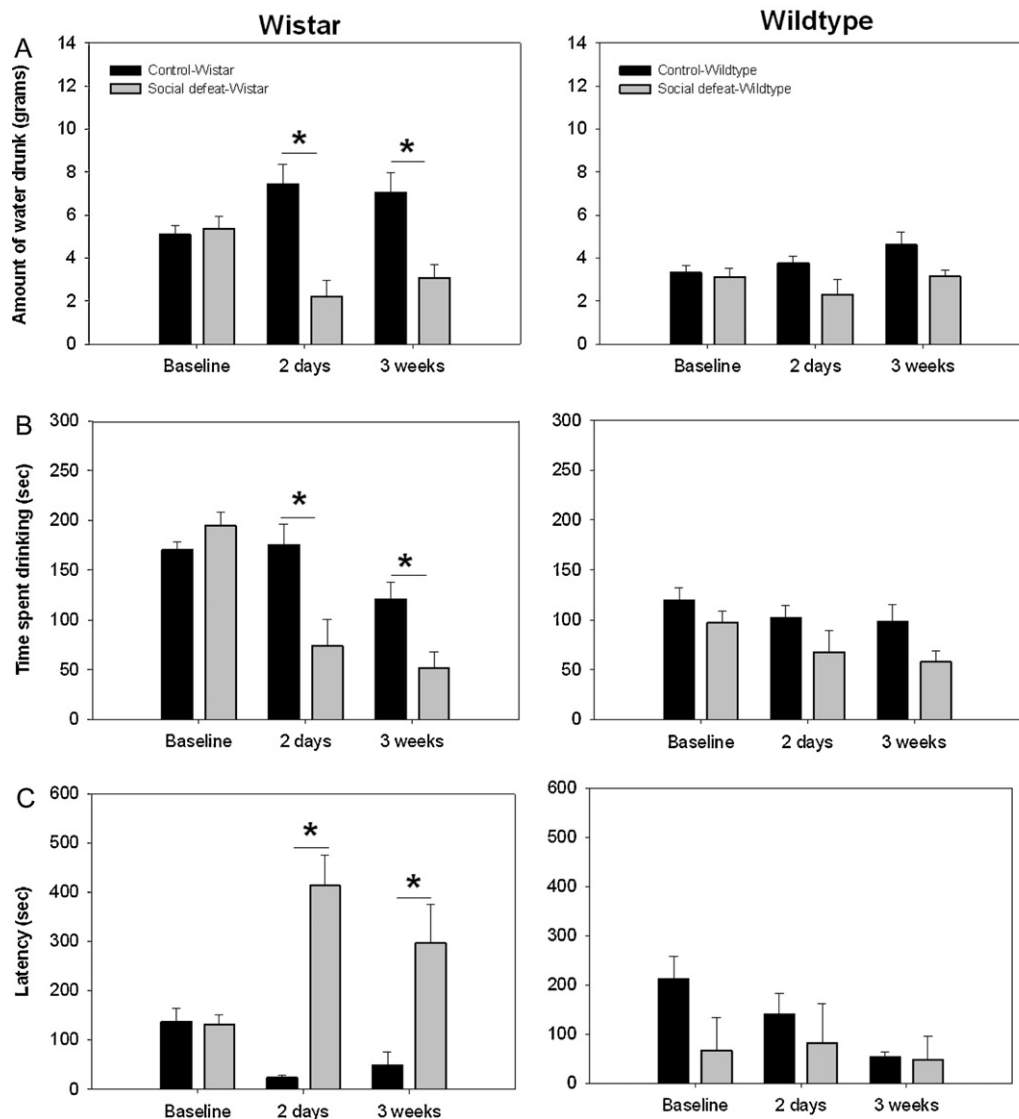 Wistar
Wildtype
A
Amount of water drunk (grams)
14
12
10
8
6
4
2
0
Control-Wistar
Social defeat-Wistar
*
*
Baseline 2 days 3 weeks
14
12
10
8
6
4
2
0
Control-Wildtype
Social defeat-Wildtype
Baseline 2 days 3 weeks
B
Time spent drinking (sec)
300
250
200
150
100
50
0
*
*
Baseline 2 days 3 weeks
300
250
200
150
100
50
0
Baseline 2 days 3 weeks
C
Latency (sec)
600
500
400
300
200
100
0
*
*
Baseline 2 days 3 weeks
600
500
400
300
200
100
0
Baseline 2 days 3 weeks